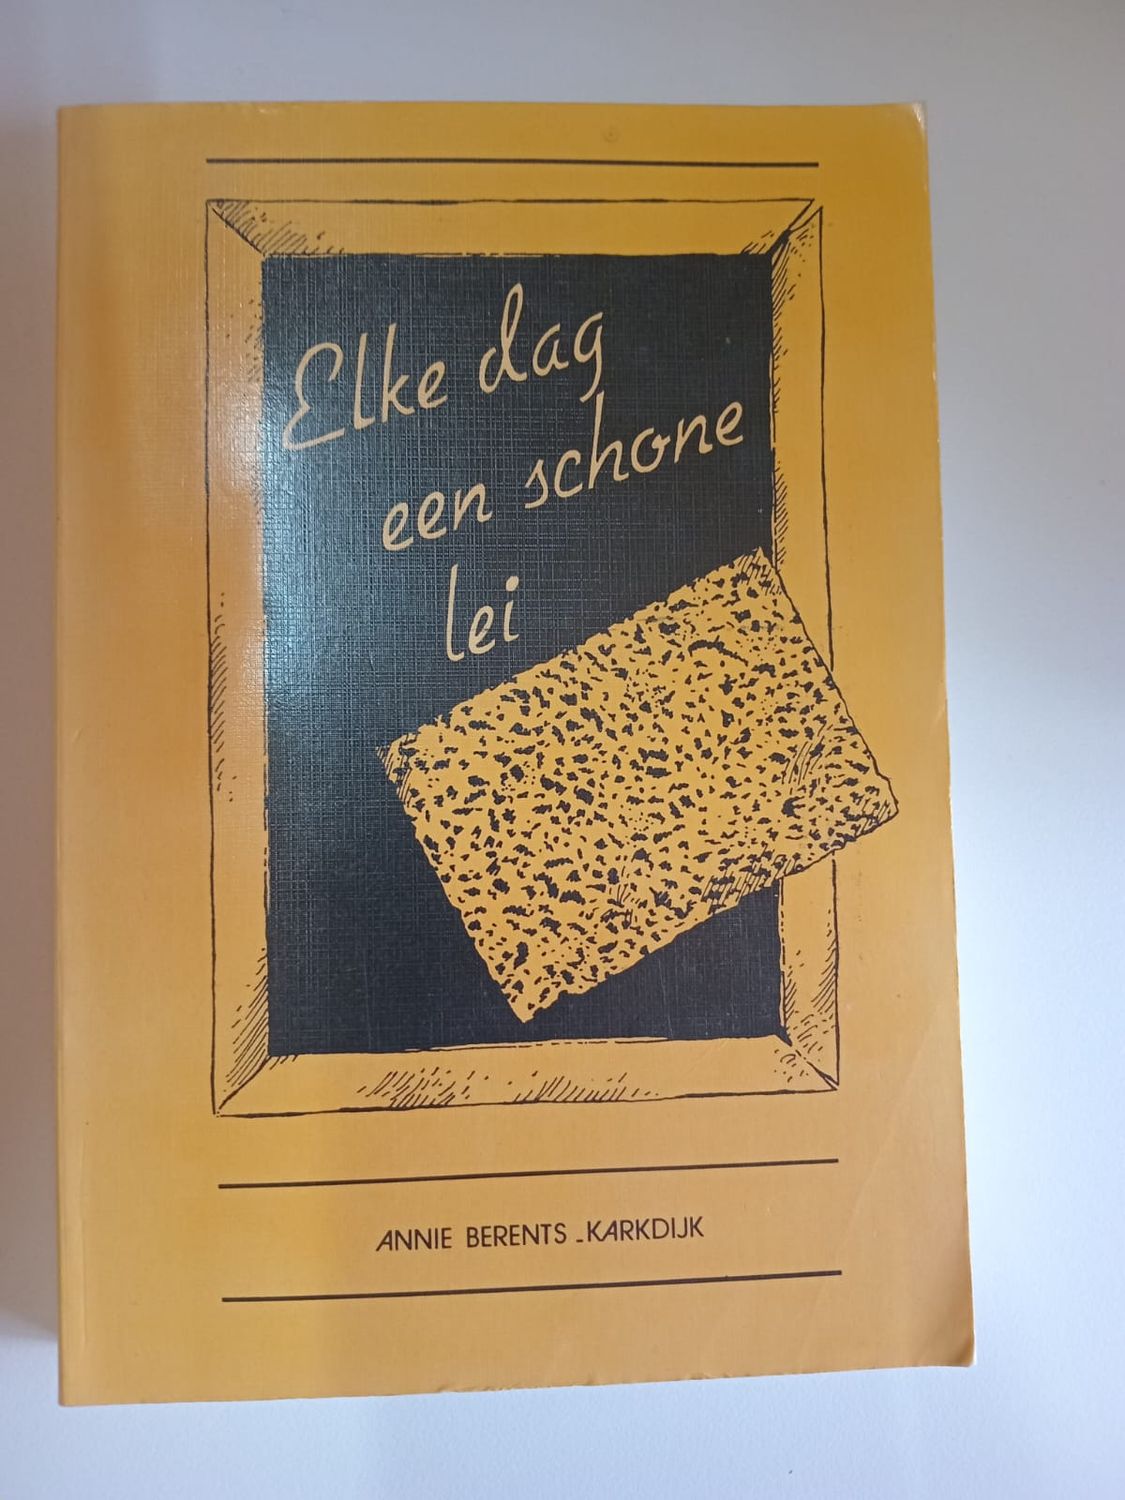 Elke dag
een schone
lei
ANNIE BERENTS - KARKDIJK